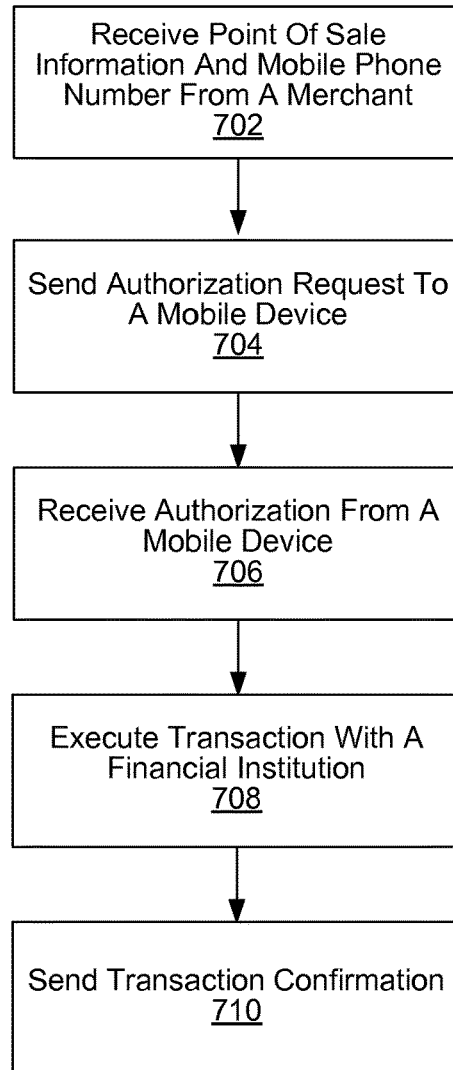 Receive Point Of Sale
Information And Mobile Phone
Number From A Merchant
702
Send Authorization Request To
A Mobile Device
704
Receive Authorization From A
Mobile Device
706
Execute Transaction With A
Financial Institution
708
Send Transaction Confirmation
710